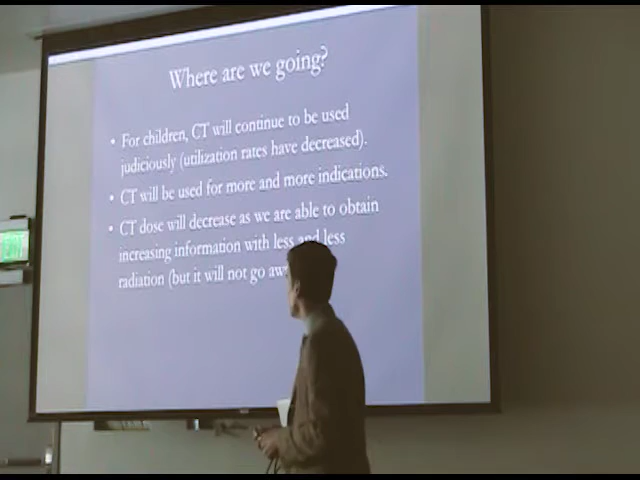 Where are we going?
• For children, CT will continue to be used
judiciously (utilization rates have decreased).
• CT will be used for more and more indications.
• CT dose will decrease as we are able to obtain
increasing information with less and less
radiation (but it will not go